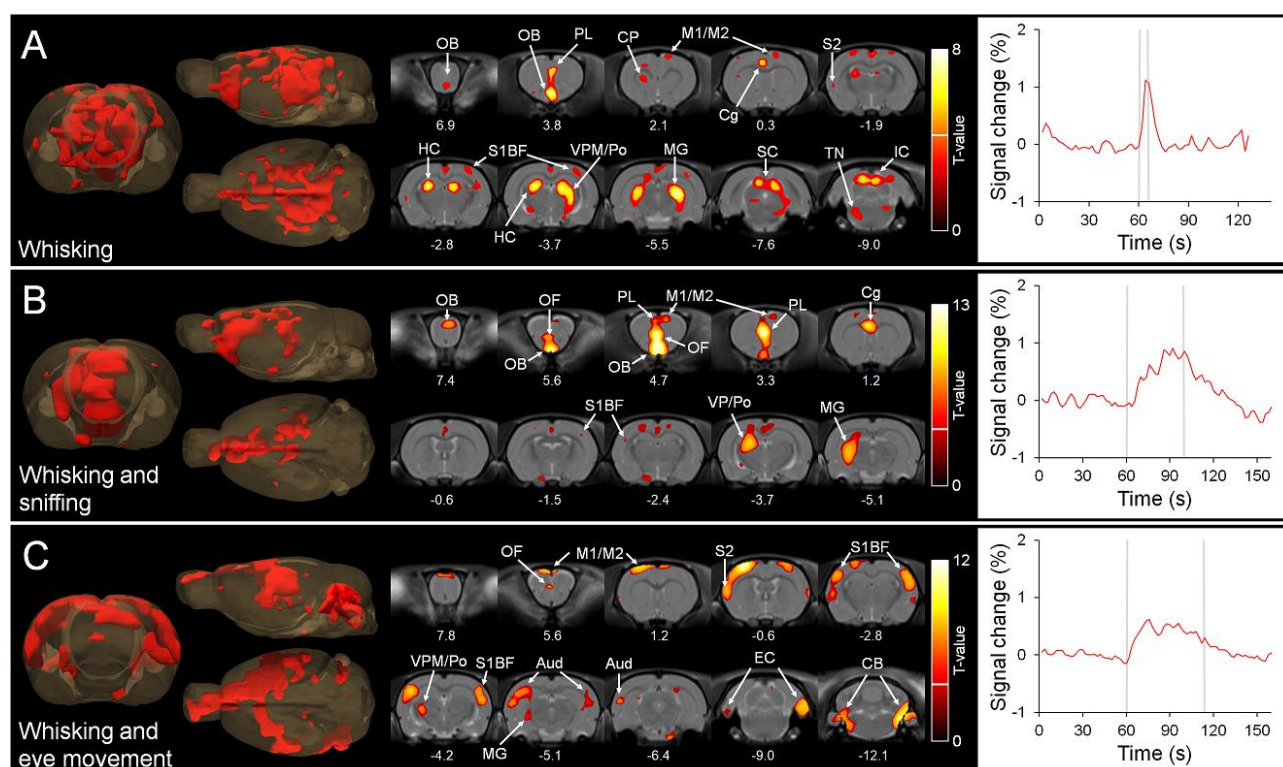 A
Whisking
OB
OB
PL
CP
M1/M2
Cg
S2
6.9
3.8
2.1
0.3
-1.9
HC
S1BF
VPM/Po
MG
SC
TN
IC
HC
-2.8
-3.7
-5.5
-7.6
-9.0
8
T-value
0
Signal change (%)
2
1
0
-1
0
30
60
90
120
Time (s)
B
Whisking and
sniffing
OB
OF
PL
M1/M2
PL
Cg
OB
OB
OF
7.4
5.6
4.7
3.3
1.2
S1BF
VP/Po
MG
-0.6
-1.5
-2.4
-3.7
-5.1
13
T-value
0
Signal change (%)
2
1
0
-1
0
30
60
90
120
150
Time (s)
C
Whisking and
eye movement
OF
M1/M2
S2
S1BF
7.8
5.6
1.2
-0.6
-2.8
VPM/Po
S1BF
Aud
Aud
EC
CB
MG
-4.2
-5.1
-6.4
-9.0
-12.1
12
T-value
0
Signal change (%)
2
1
0
-1
0
30
60
90
120
150
Time (s)